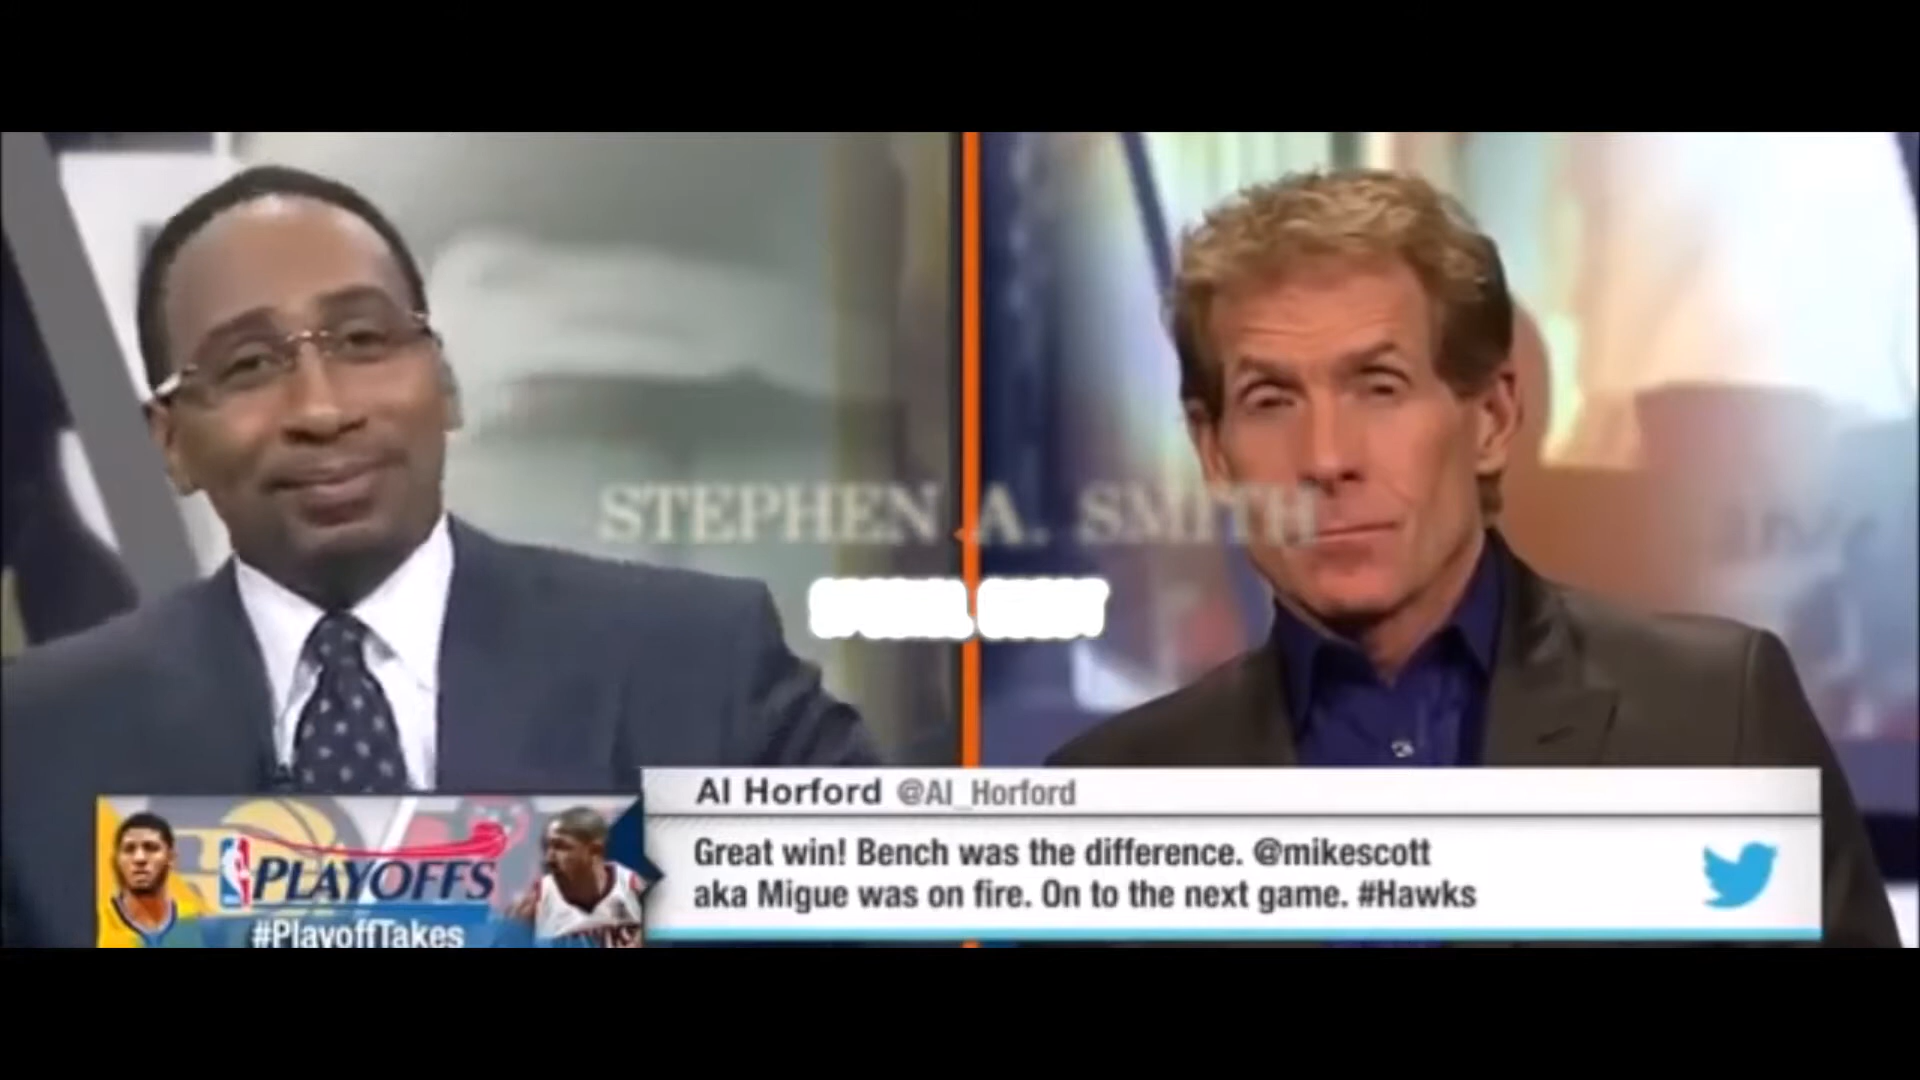 STEPHEN A. SMITH
Al Horford @Al_Horford
Great win! Bench was the difference. @mikescott
aka Migue was on fire. On to the next game. #Hawks
PLAYOFFS
#PlayoffTakes